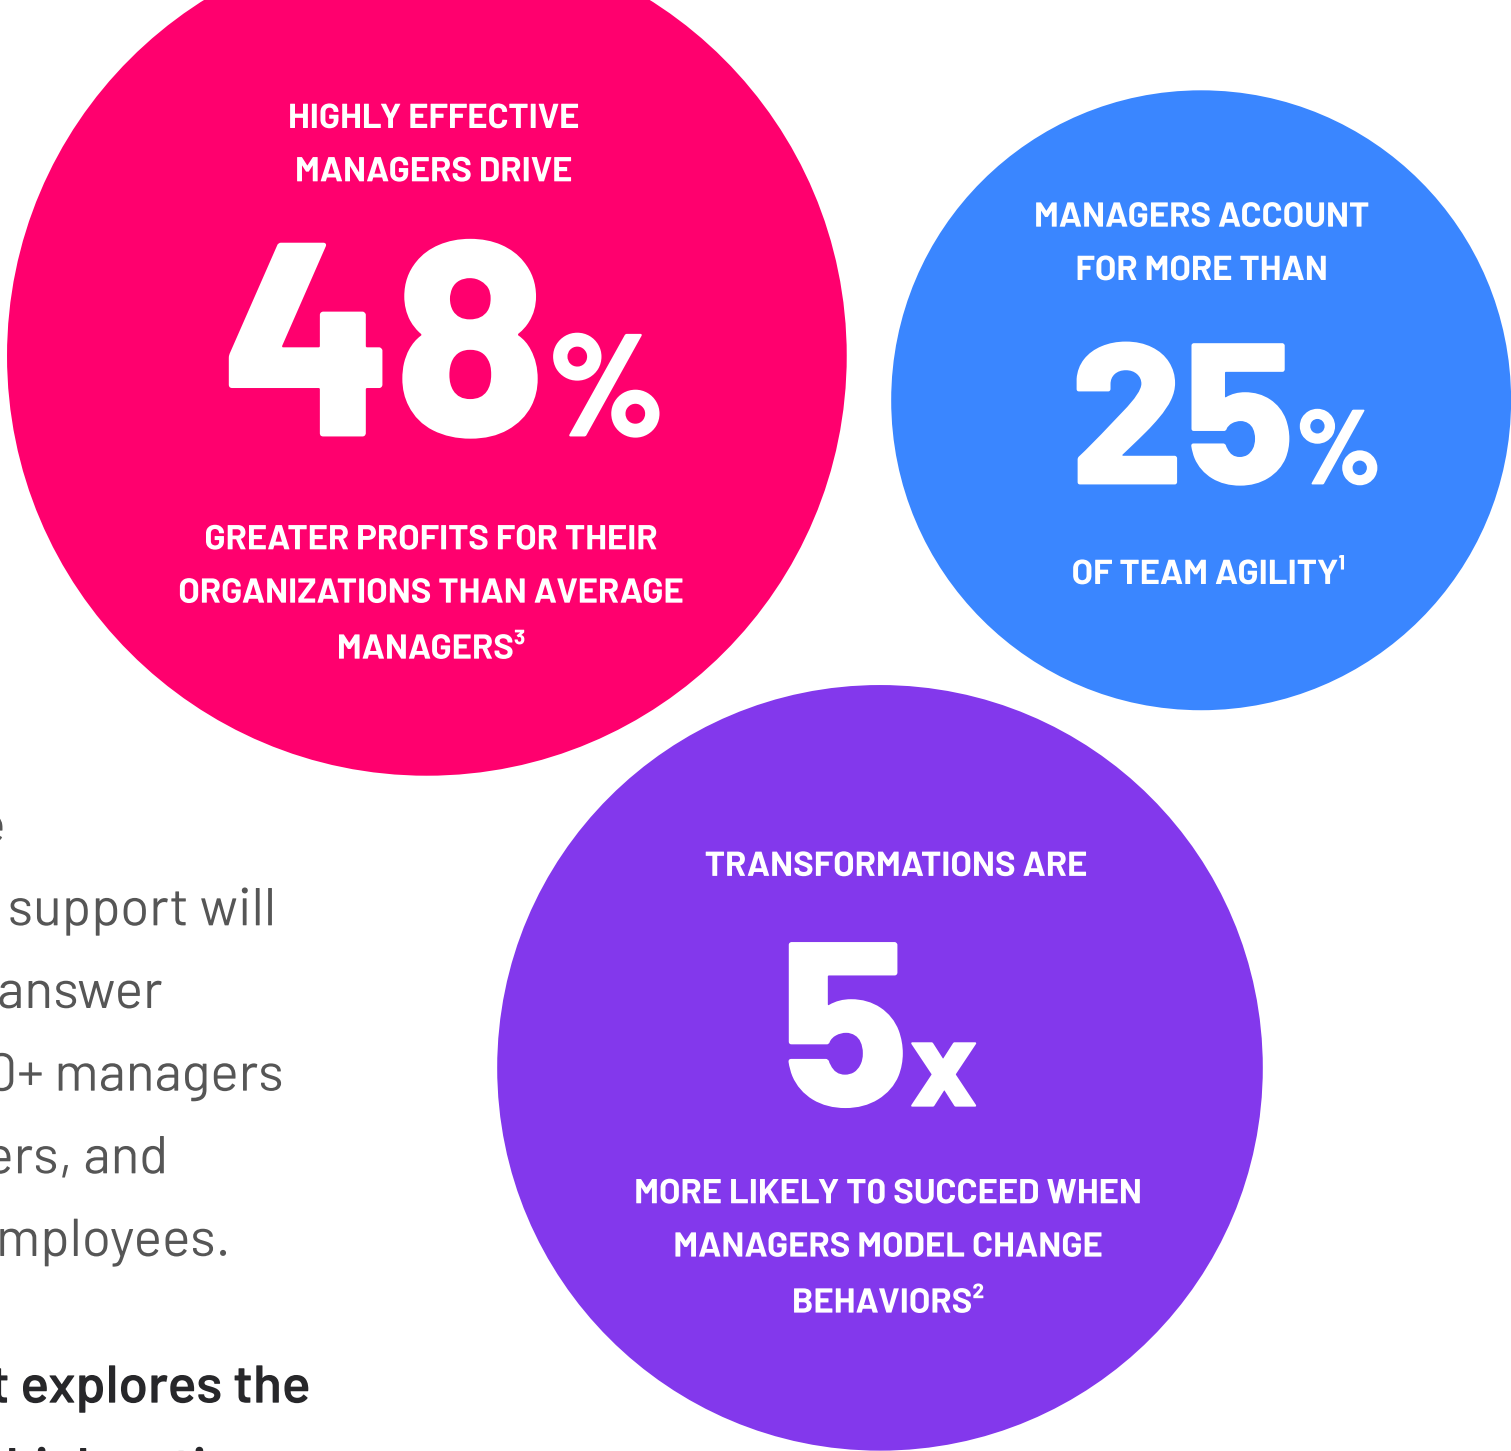 HIGHLY EFFECTIVE
MANAGERS DRIVE
48%
GREATER PROFITS FOR THEIR
ORGANIZATIONS THAN AVERAGE
MANAGERS³
MANAGERS ACCOUNT
FOR MORE THAN
25%
OF TEAM AGILITY¹
TRANSFORMATIONS ARE
5x
MORE LIKELY TO SUCCEED WHEN
MANAGERS MODEL CHANGE
BEHAVIORS²
support will
answer
0+ managers
ers, and
mployees.
t explores the